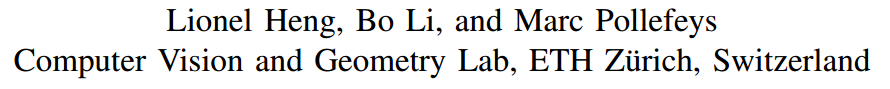 Lionel Heng, Bo Li, and Marc Pollefeys
Computer Vision and Geometry Lab, ETH Zürich, Switzerland